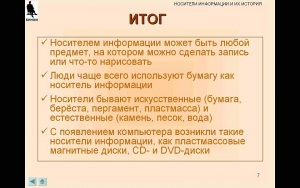 НОСИТЕЛИ ИНФОРМАЦИИ И ИХ ИСТОРИЯ
ИТОГ
Носителем информации может быть любой
предмет, на котором можно сделать запись
или что-то нарисовать
Люди чаще всего используют бумагу как
носитель информации
Носители бывают искусственные (бумага,
берёста, пергамент, пластмасса) и
естественные (камень, песок, вода)
С появлением компьютера возникли такие
носители информации, как пластмассовые
магнитные диски, CD- и DVD-диски
7